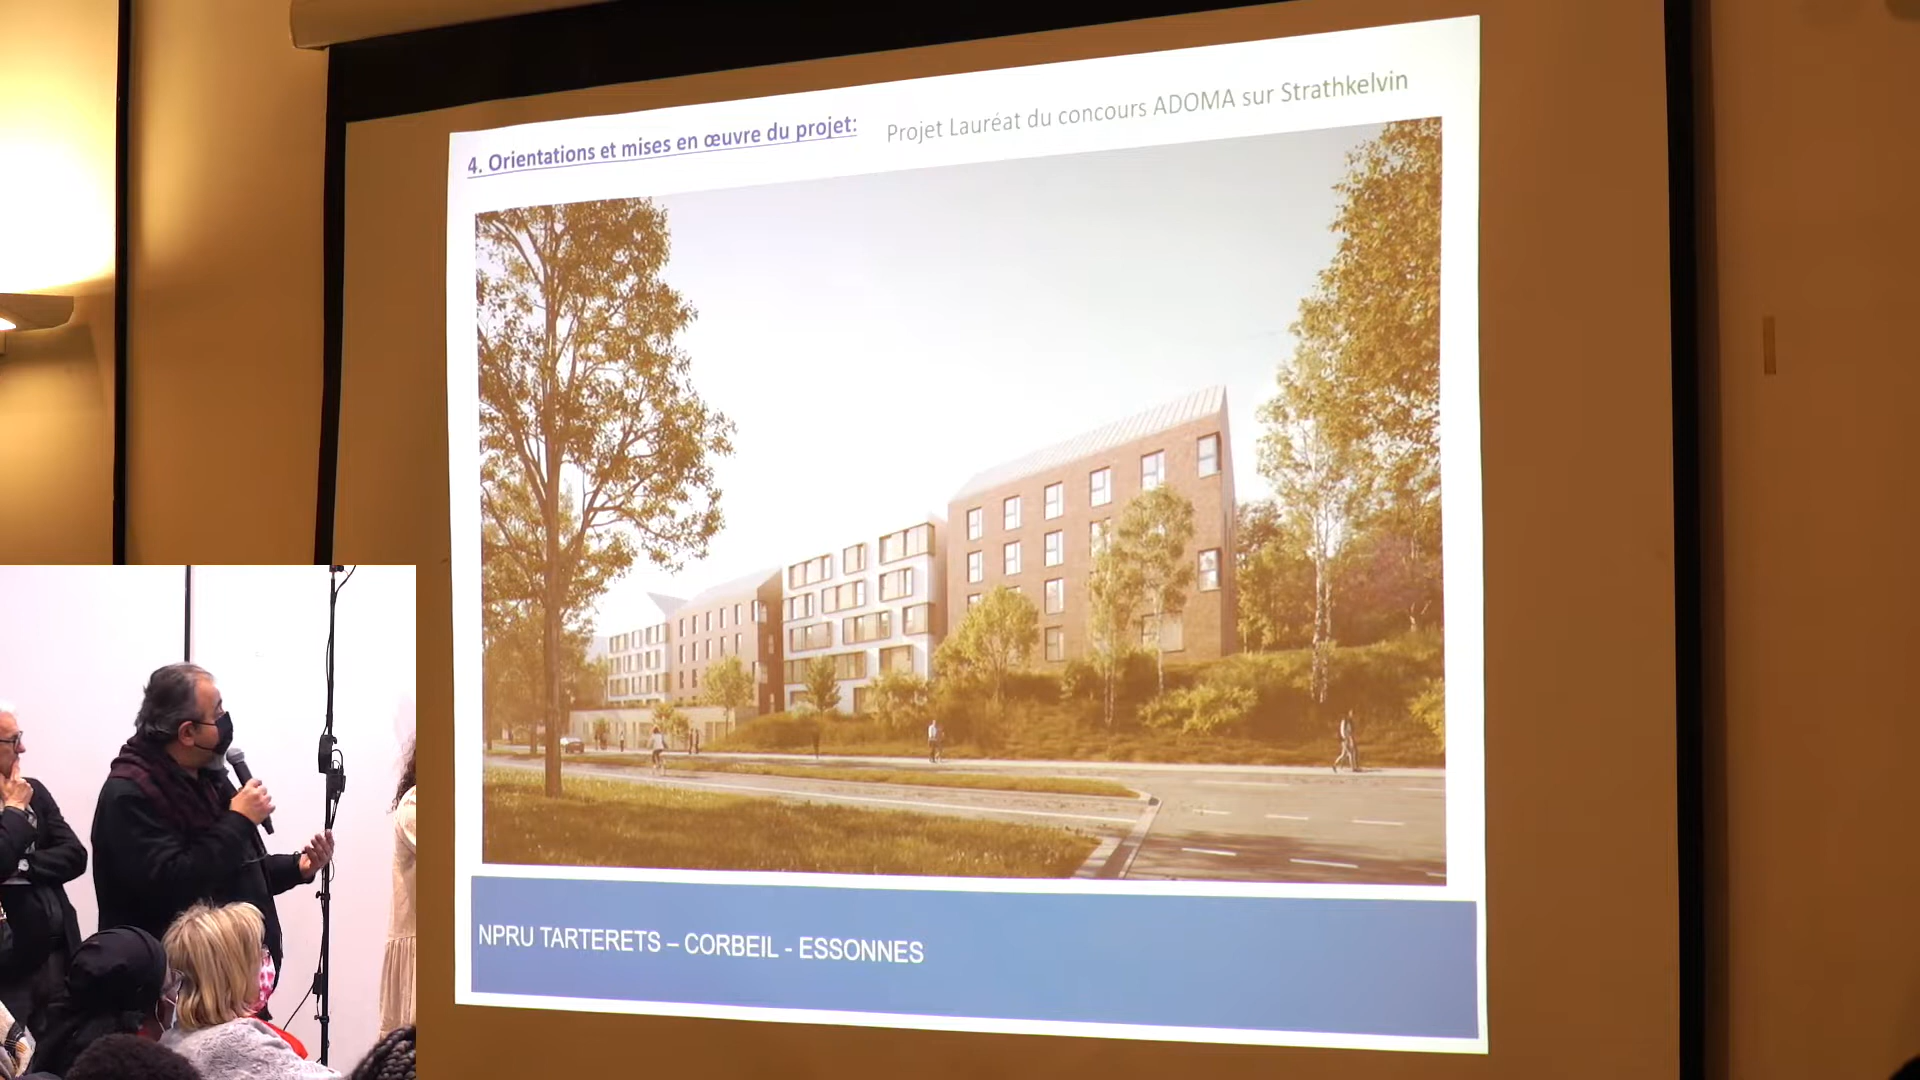 4. Orientations et mises en œuvre du projet:
Projet Lauréat du concours ADOMA sur Strathkelvin
NPRU TARTERETS – CORBEIL - ESSONNES